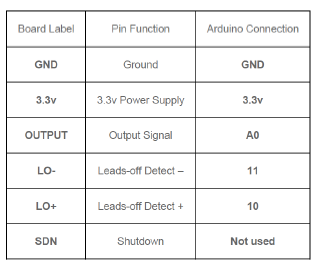 Board Label Pin Function Arduino Connection
GND Ground GND
3.3v 3.3v Power Supply 3.3v
OUTPUT Output Signal A0
LO- Leads-off Detect – 11
LO+ Leads-off Detect + 10
SDN Shutdown Not used